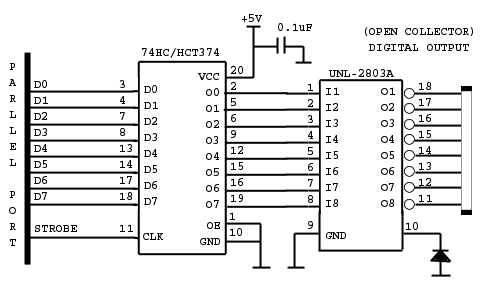 +5V
0.1uF
(OPEN COLLECTOR)
DIGITAL OUTPUT
74HC/HCT374
UNL-2803A
PARLLEL PORT
D0 3 D0
D1 4 D1
D2 7 D2
D3 8 D3
D4 13 D4
D5 14 D5
D6 17 D6
D7 18 D7
STROBE 11 CLK
VCC 20
O0 2
O1 5
O2 6
O3 9
O4 12
O5 15
O6 16
O7 19
OE 1
GND 10
1 I1
2 I2
3 I3
4 I4
5 I5
6 I6
7 I7
8 I8
9 GND
O1 18
O2 17
O3 16
O4 15
O5 14
O6 13
O7 12
O8 11
10